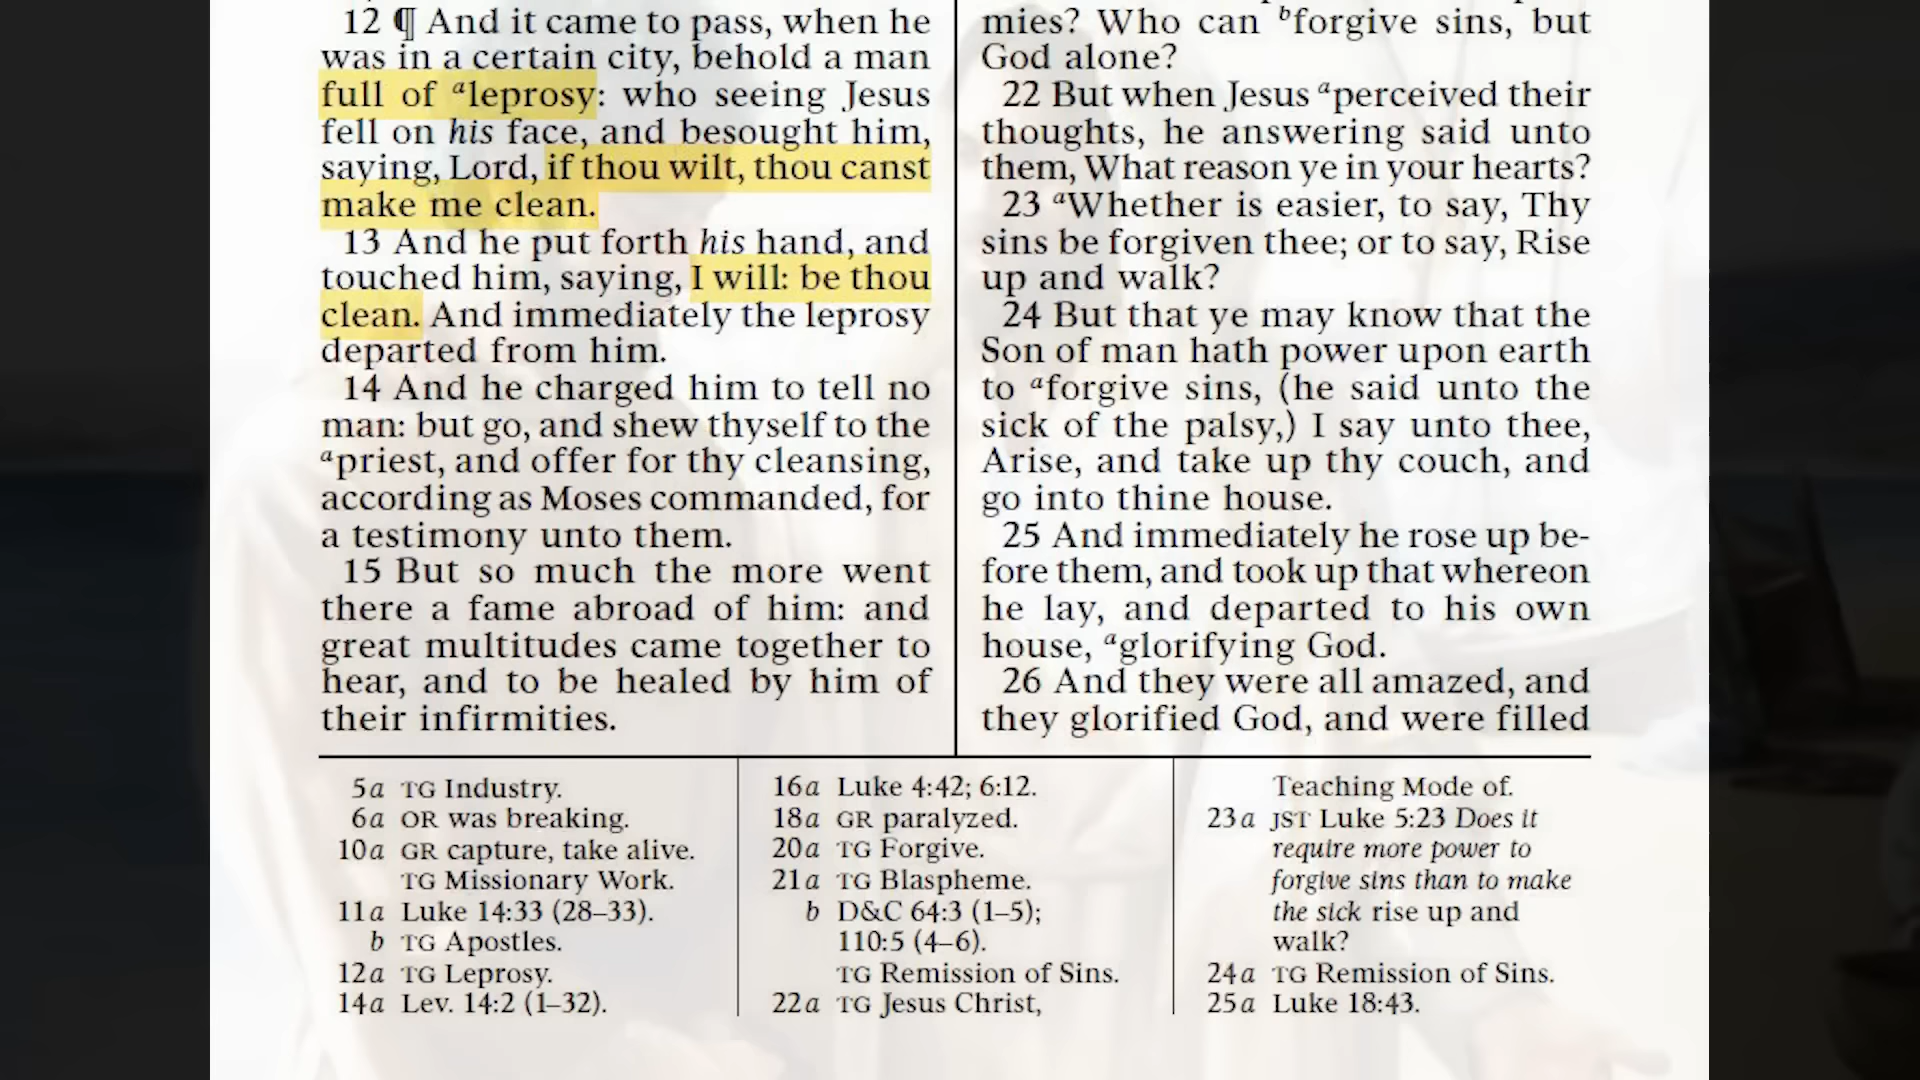 12 ¶ And it came to pass, when he
was in a certain city, behold a man
full of ᵃleprosy: who seeing Jesus
fell on his face, and besought him,
saying, Lord, if thou wilt, thou canst
make me clean.
13 And he put forth his hand, and
touched him, saying, I will: be thou
clean. And immediately the leprosy
departed from him.
14 And he charged him to tell no
man: but go, and shew thyself to the
ᵃpriest, and offer for thy cleansing,
according as Moses commanded, for
a testimony unto them.
15 But so much the more went
there a fame abroad of him: and
great multitudes came together to
hear, and to be healed by him of
their infirmities.
mies? Who can ᵇforgive sins, but
God alone?
22 But when Jesus ᵃperceived their
thoughts, he answering said unto
them, What reason ye in your hearts?
23 ᵃWhether is easier, to say, Thy
sins be forgiven thee; or to say, Rise
up and walk?
24 But that ye may know that the
Son of man hath power upon earth
to ᵃforgive sins, (he said unto the
sick of the palsy,) I say unto thee,
Arise, and take up thy couch, and
go into thine house.
25 And immediately he rose up be-
fore them, and took up that whereon
he lay, and departed to his own
house, ᵃglorifying God.
26 And they were all amazed, and
they glorified God, and were filled
5a TG Industry.
6a OR was breaking.
10a GR capture, take alive.
TG Missionary Work.
11a Luke 14:33 (28–33).
b TG Apostles.
12a TG Leprosy.
14a Lev. 14:2 (1–32).
16a Luke 4:42; 6:12.
18a GR paralyzed.
20a TG Forgive.
21a TG Blaspheme.
b D&C 64:3 (1–5);
110:5 (4–6).
TG Remission of Sins.
22a TG Jesus Christ,
Teaching Mode of.
23a JST Luke 5:23 Does it
require more power to
forgive sins than to make
the sick rise up and
walk?
24a TG Remission of Sins.
25a Luke 18:43.